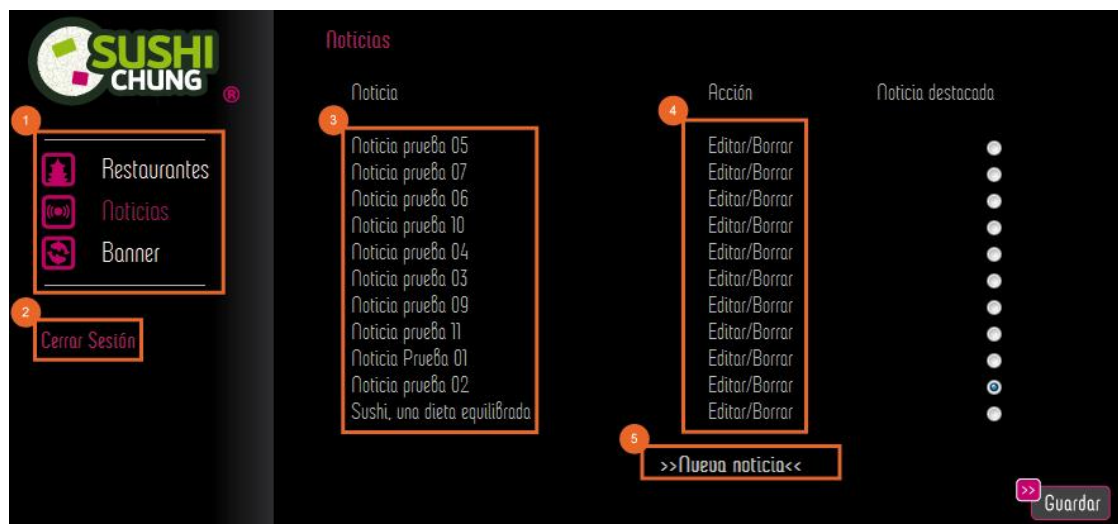 SUSHI
CHUNG
®
1
Restaurantes
Noticias
Banner
2
Cerrar Sesión
Noticias
Noticia Acción Noticia destacada
3 4
Noticia prueba 05 Editar/Borrar
Noticia prueba 07 Editar/Borrar
Noticia prueba 06 Editar/Borrar
Noticia prueba 10 Editar/Borrar
Noticia prueba 04 Editar/Borrar
Noticia prueba 03 Editar/Borrar
Noticia prueba 09 Editar/Borrar
Noticia prueba 11 Editar/Borrar
Noticia Prueba 01 Editar/Borrar
Noticia prueba 02 Editar/Borrar
Sushi, una dieta equilibrada Editar/Borrar
5
>>Nueva noticia<<
>> Guardar